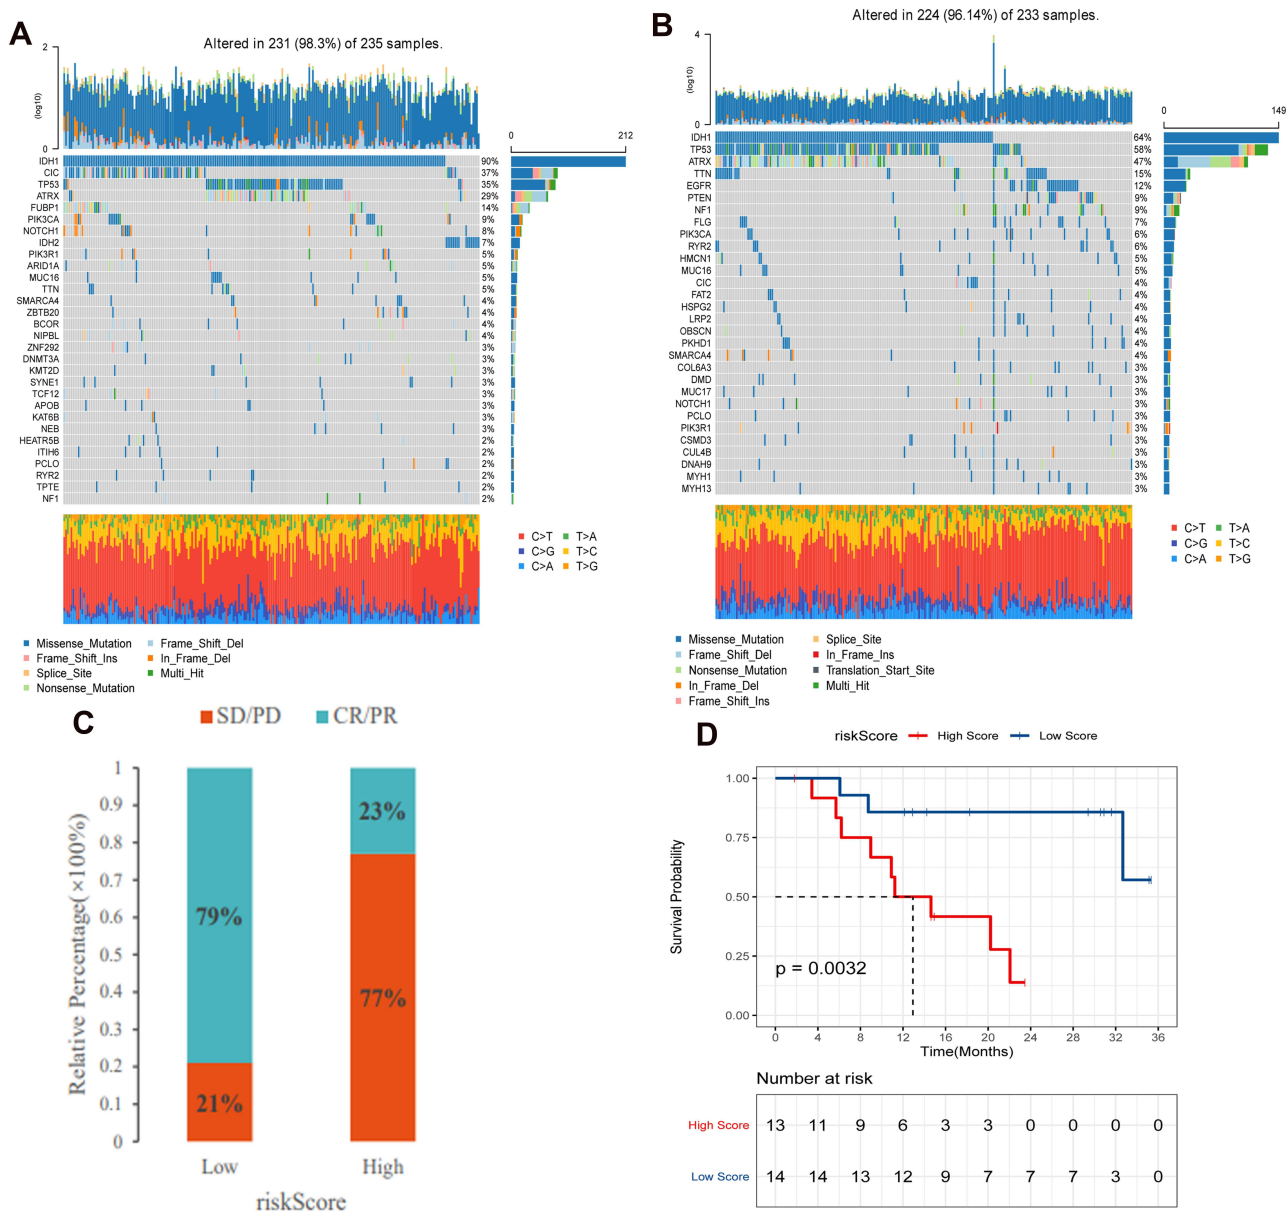 A
Altered in 231 (98.3%) of 235 samples.
2
0
(log10)
0 212
IDH1 90%
CIC 37%
TP53 35%
ATRX 29%
FUBP1 14%
PIK3CA 9%
NOTCH1 8%
IDH2 7%
PIK3R1 5%
ARID1A 5%
MUC16 5%
TTN 5%
SMARCA4 4%
ZBTB20 4%
BCOR 4%
NIPBL 4%
ZNF292 3%
DNMT3A 3%
KMT2D 3%
SYNE1 3%
TCF12 3%
APOB 3%
KAT6B 3%
NEB 3%
HEATR5B 2%
ITIH6 2%
PCLO 2%
RYR2 2%
TPTE 2%
NF1 2%
C>T T>A
C>G T>C
C>A T>G
Missense_Mutation Frame_Shift_Del
Frame_Shift_Ins In_Frame_Del
Splice_Site Multi_Hit
Nonsense_Mutation
B
Altered in 224 (96.14%) of 233 samples.
4
2
0
(log10)
0 149
IDH1 64%
TP53 58%
ATRX 47%
TTN 15%
EGFR 12%
PTEN 9%
NF1 9%
FLG 7%
PIK3CA 6%
RYR2 6%
HMCN1 5%
MUC16 5%
CIC 4%
FAT2 4%
HSPG2 4%
LRP2 4%
OBSCN 4%
PKHD1 4%
SMARCA4 4%
COL6A3 3%
DMD 3%
MUC17 3%
NOTCH1 3%
PCLO 3%
PIK3R1 3%
CSMD3 3%
CUL4B 3%
DNAH9 3%
MYH1 3%
MYH13 3%
C>T T>A
C>G T>C
C>A T>G
Missense_Mutation Splice_Site
Frame_Shift_Del In_Frame_Ins
Nonsense_Mutation Translation_Start_Site
In_Frame_Del Multi_Hit
Frame_Shift_Ins
C
SD/PD CR/PR
Relative Percentage(×100%)
1
0.9
0.8
0.7
0.6
0.5
0.4
0.3
0.2
0.1
0
79%
21%
23%
77%
Low High
riskScore
D
riskScore High Score Low Score
Survival Probability
1.00
0.75
0.50
0.25
0.00
p = 0.0032
0 4 8 12 16 20 24 28 32 36
Time(Months)
Number at risk
High Score 13 11 9 6 3 3 0 0 0 0
Low Score 14 14 13 12 9 7 7 7 3 0